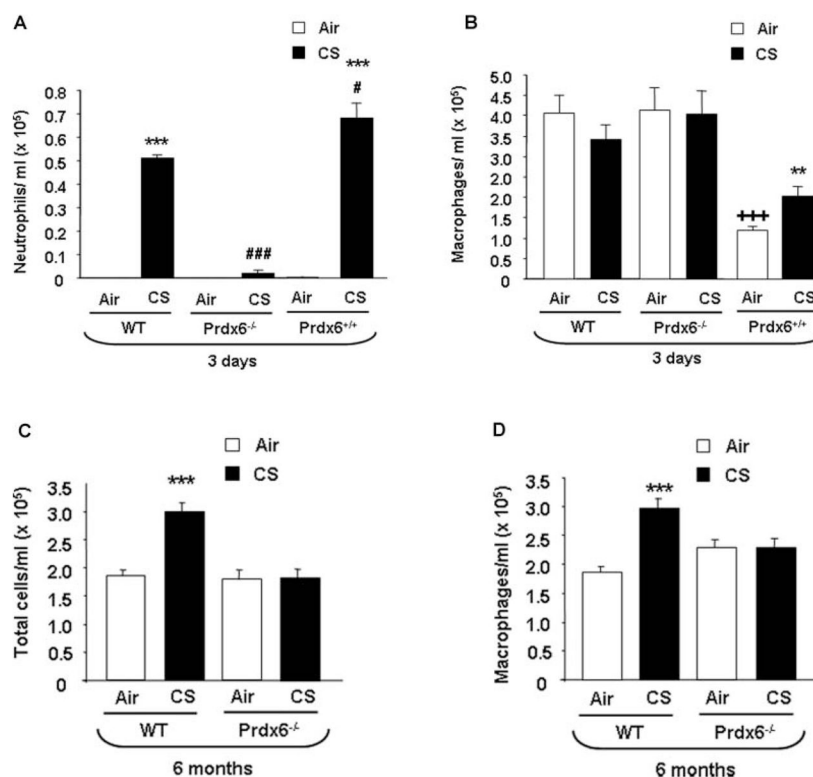 A
Air
CS
Neutrophils/ ml (x 10⁵)
0.8
0.7
0.6
0.5
0.4
0.3
0.2
0.1
0
***
###
***
#
Air CS Air CS Air CS
WT Prdx6⁻/⁻ Prdx6⁺/⁺
3 days
B
Air
CS
Macrophages/ ml (x 10⁵)
5.0
4.5
4.0
3.5
2.0
2.5
2.0
1.5
1.0
0.5
0
+++
**
Air CS Air CS Air CS
WT Prdx6⁻/⁻ Prdx6⁺/⁺
3 days
C
Air
CS
Total cells/ml (x 10⁵)
3.5
3.0
2.5
2.0
1.5
1.0
0.5
0
***
Air CS Air CS
WT Prdx6⁻/⁻
6 months
D
Air
CS
Macrophages/ml (x 10⁵)
3.5
3.0
2.5
2.0
1.5
1.0
0.5
0
***
Air CS Air CS
WT Prdx6⁻/⁻
6 months